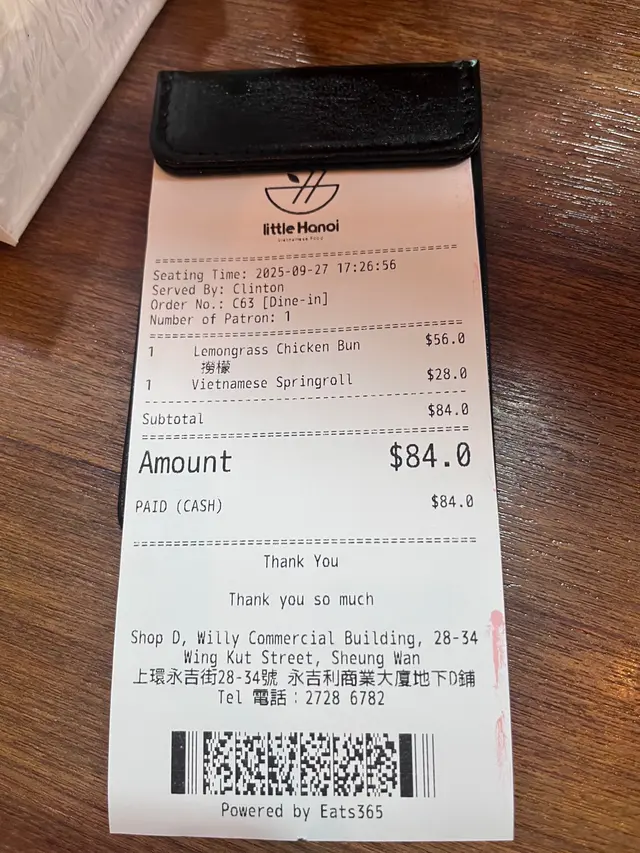 little Hanoi
Vietnamese Food
Seating Time: 2025-09-27 17:26:56
Served By: Clinton
Order No.: C63 [Dine-in]
Number of Patron: 1
1 Lemongrass Chicken Bun $56.0
撈檬
1 Vietnamese Springroll $28.0
Subtotal $84.0
Amount $84.0
PAID (CASH) $84.0
Thank You
Thank you so much
Shop D, Willy Commercial Building, 28-34
Wing Kut Street, Sheung Wan
上環永吉街28-34號 永吉利商業大廈地下D鋪
Tel 電話：2728 6782
Powered by Eats365